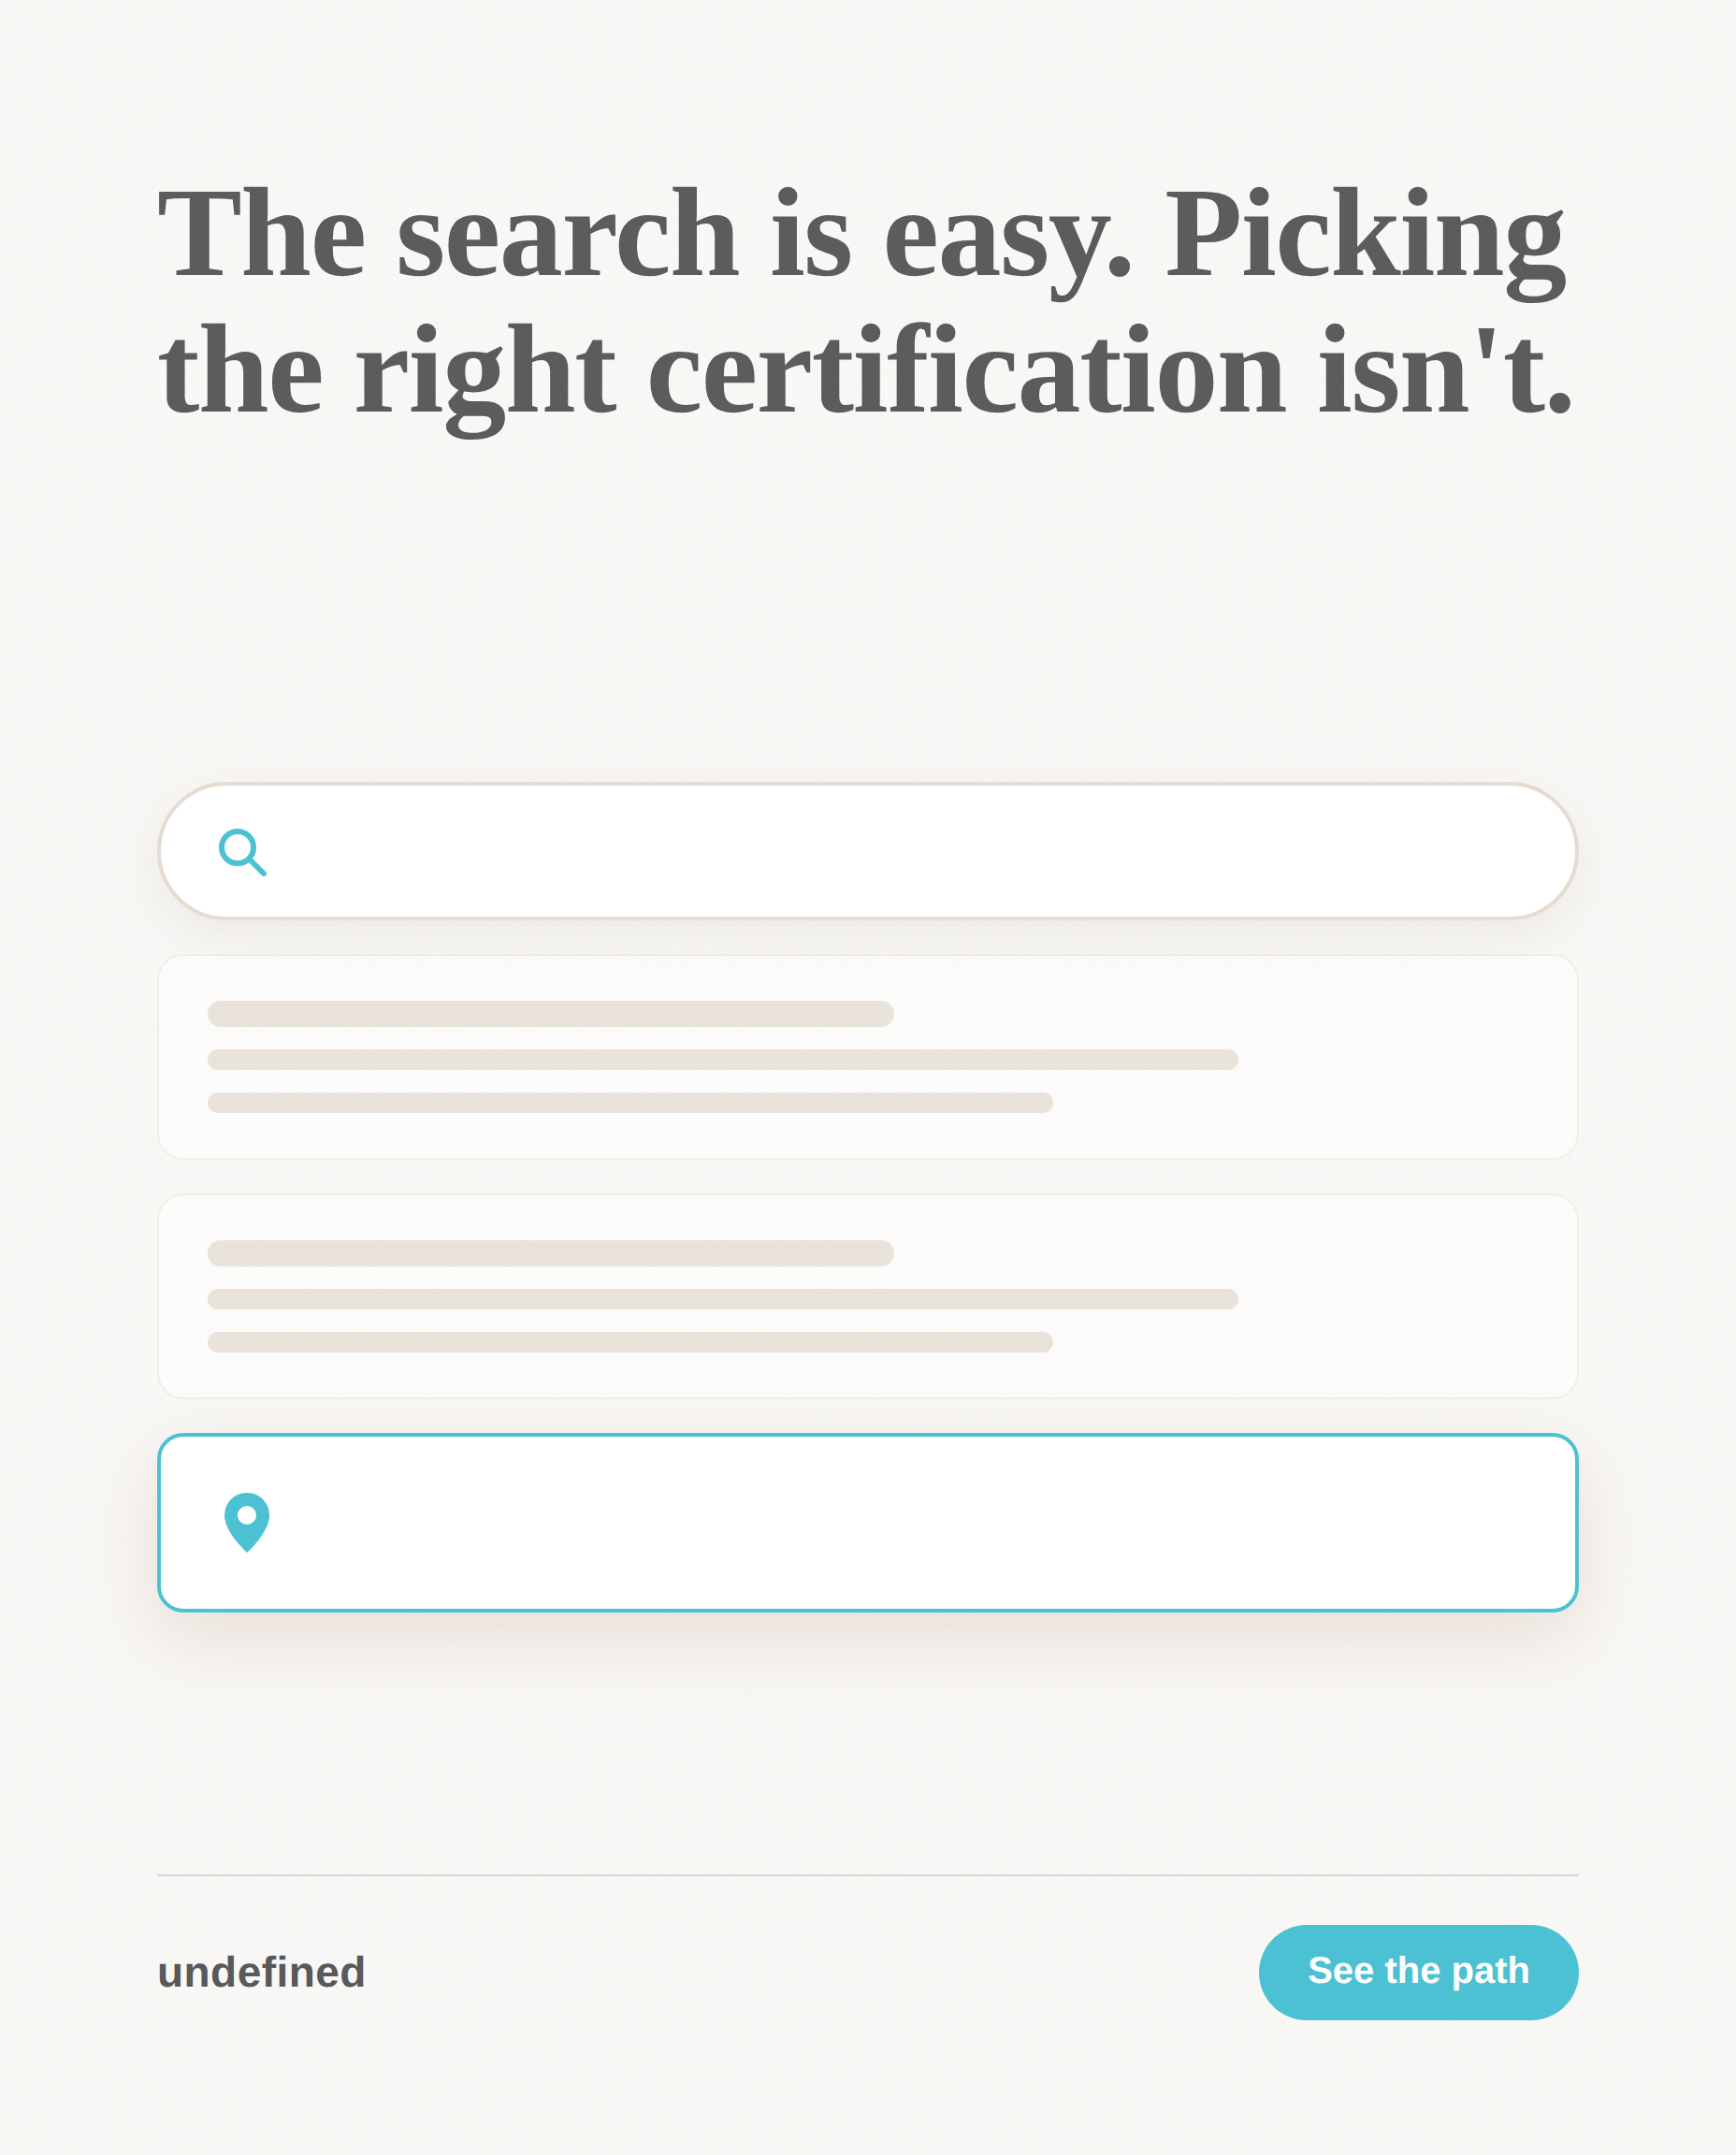 The search is easy. Picking
the right certification isn't.
undefined
See the path